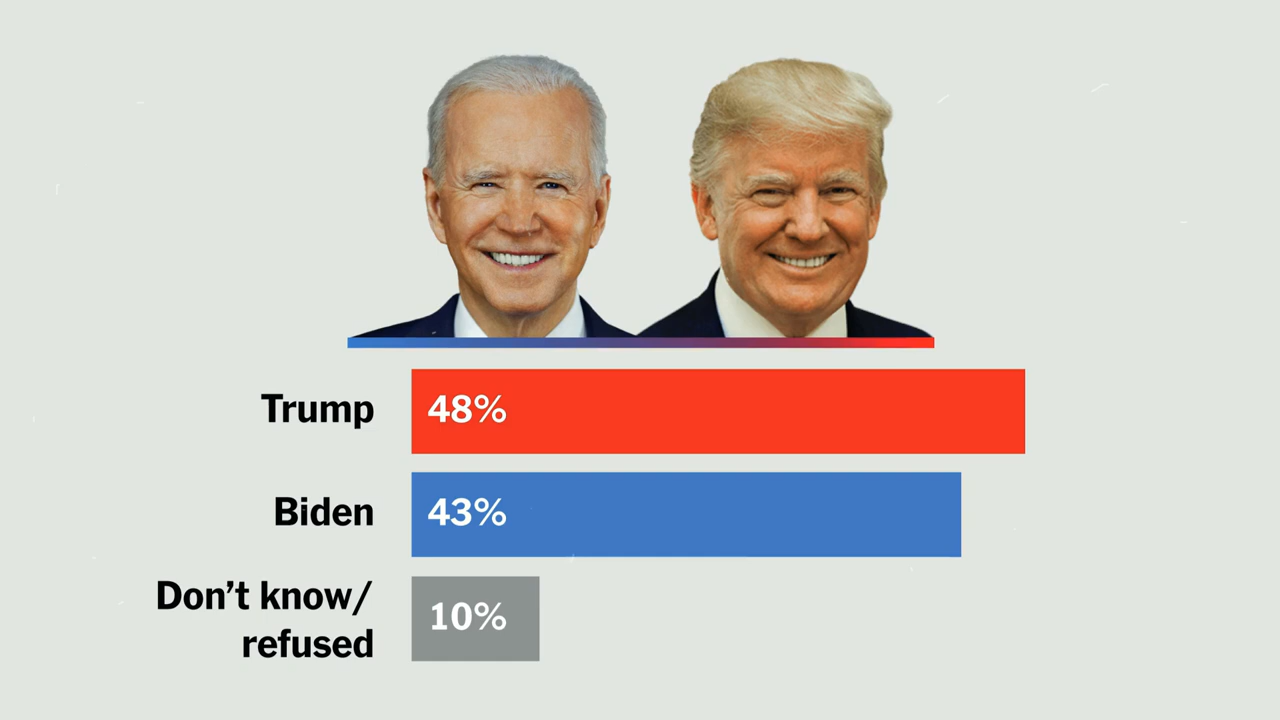 Trump 48%
Biden 43%
Don’t know/
refused 10%